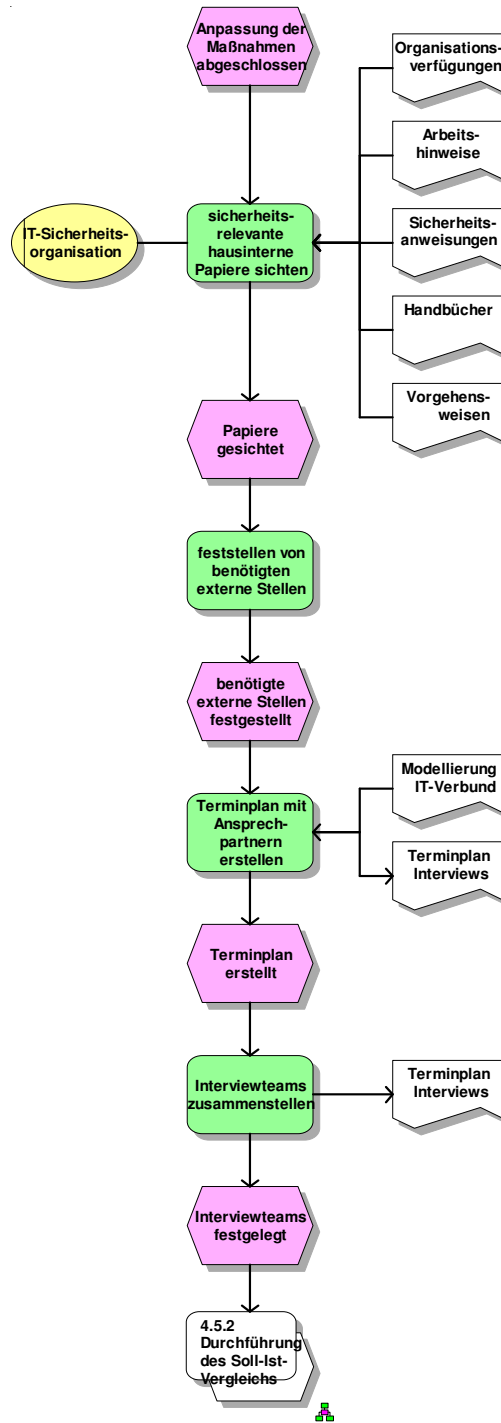 Anpassung der
Maßnahmen
abgeschlossen
Organisations-
verfügungen
Arbeits-
hinweise
IT-Sicherheits-
organisation
sicherheits-
relevante
hausinterne
Papiere sichten
Sicherheits-
anweisungen
Handbücher
Vorgehens-
weisen
Papiere
gesichtet
feststellen von
benötigten
externe Stellen
benötigte
externe Stellen
festgestellt
Modellierung
IT-Verbund
Terminplan mit
Ansprech-
partnern
erstellen
Terminplan
Interviews
Terminplan
erstellt
Interviewteams
zusammenstellen
Terminplan
Interviews
Interviewteams
festgelegt
4.5.2
Durchführung
des Soll-Ist-
Vergleichs